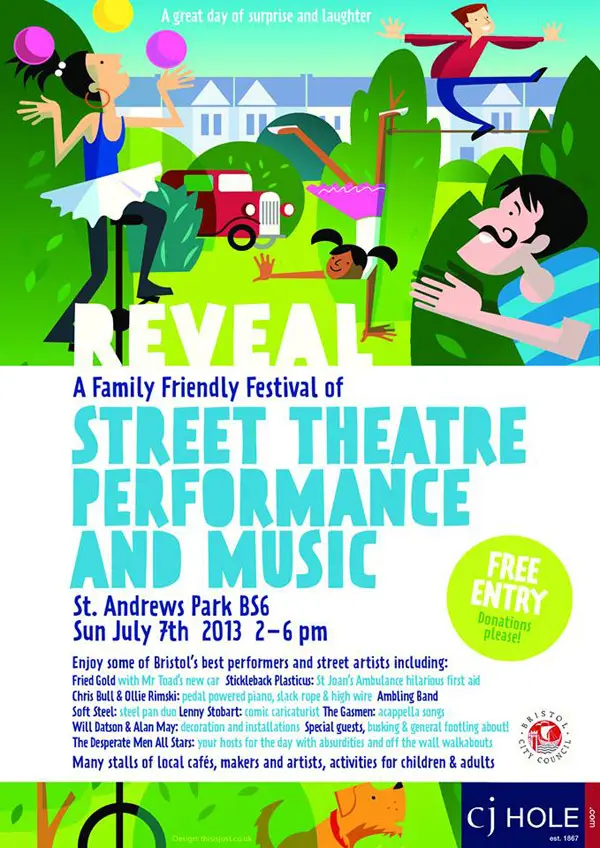 A great day of surprise and laughter
REVEAL
A Family Friendly Festival of
STREET THEATRE
PERFORMANCE
AND MUSIC
St. Andrews Park BS6
Sun July 7th 2013 2–6 pm
FREE
ENTRY
Donations
please!
Enjoy some of Bristol's best performers and street artists including:
Fried Gold with Mr Toad's new car Stickleback Plasticus: St Joan's Ambulance hilarious first aid
Chris Bull & Ollie Rimski: pedal powered piano, slack rope & high wire Ambling Band
Soft Steel: steel pan duo Lenny Stobart: comic caricaturist The Gasmen: acappella songs
Will Datson & Alan May: decoration and installations Special guests, busking & general footling about!
The Desperate Men All Stars: your hosts for the day with absurdities and off the wall walkabouts
Many stalls of local cafés, makers and artists, activities for children & adults
BRISTOL
CITY COUNCIL
cj HOLE
.com
est. 1867